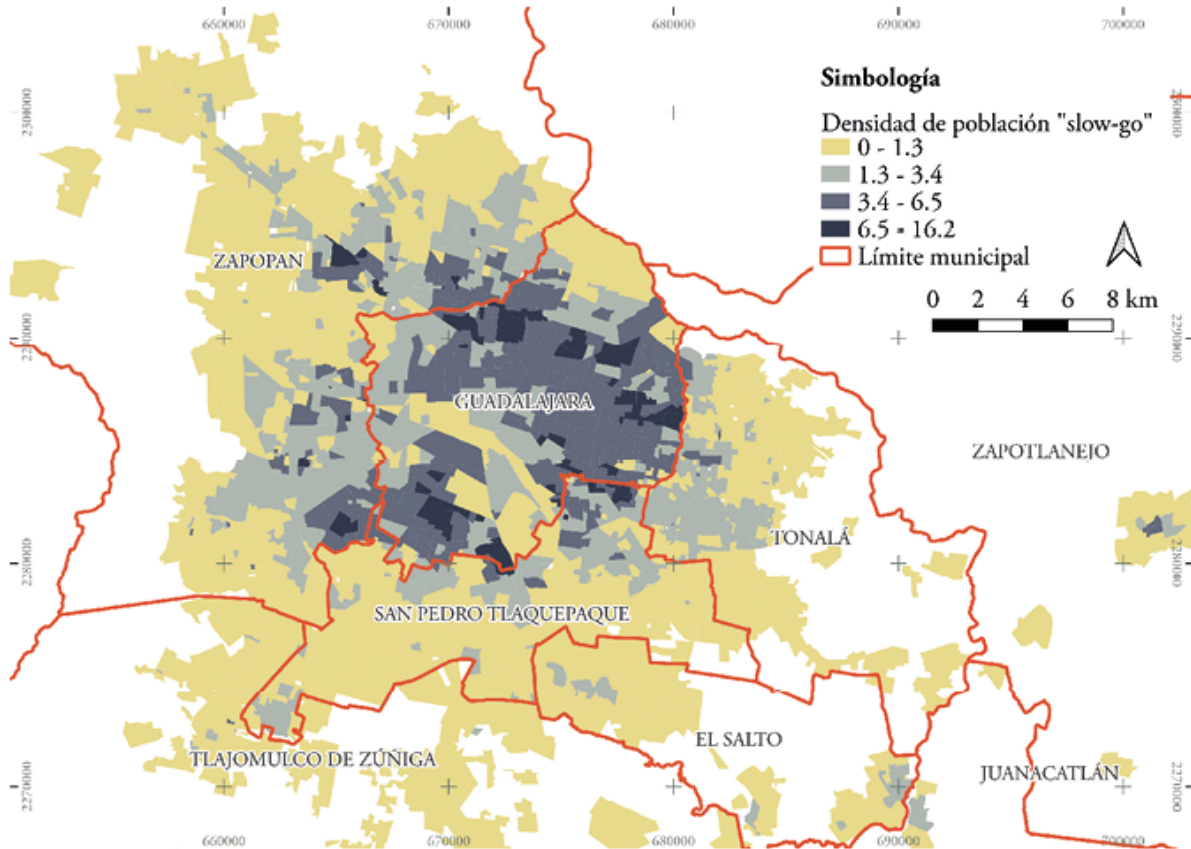 660000 670000 680000 690000 700000
Simbología
Densidad de población "slow-go"
0 - 1.3
1.3 - 3.4
3.4 - 6.5
6.5 - 16.2
Límite municipal
0 2 4 6 8 km
2300000 2300000
ZAPOPAN
2290000 2290000
GUADALAJARA
ZAPOTLANEJO
TONALÁ
2280000 2280000
SAN PEDRO TLAQUEPAQUE
EL SALTO
TLAJOMULCO DE ZÚÑIGA
JUANACATLÁN
2270000 2270000
660000 670000 680000 690000 700000